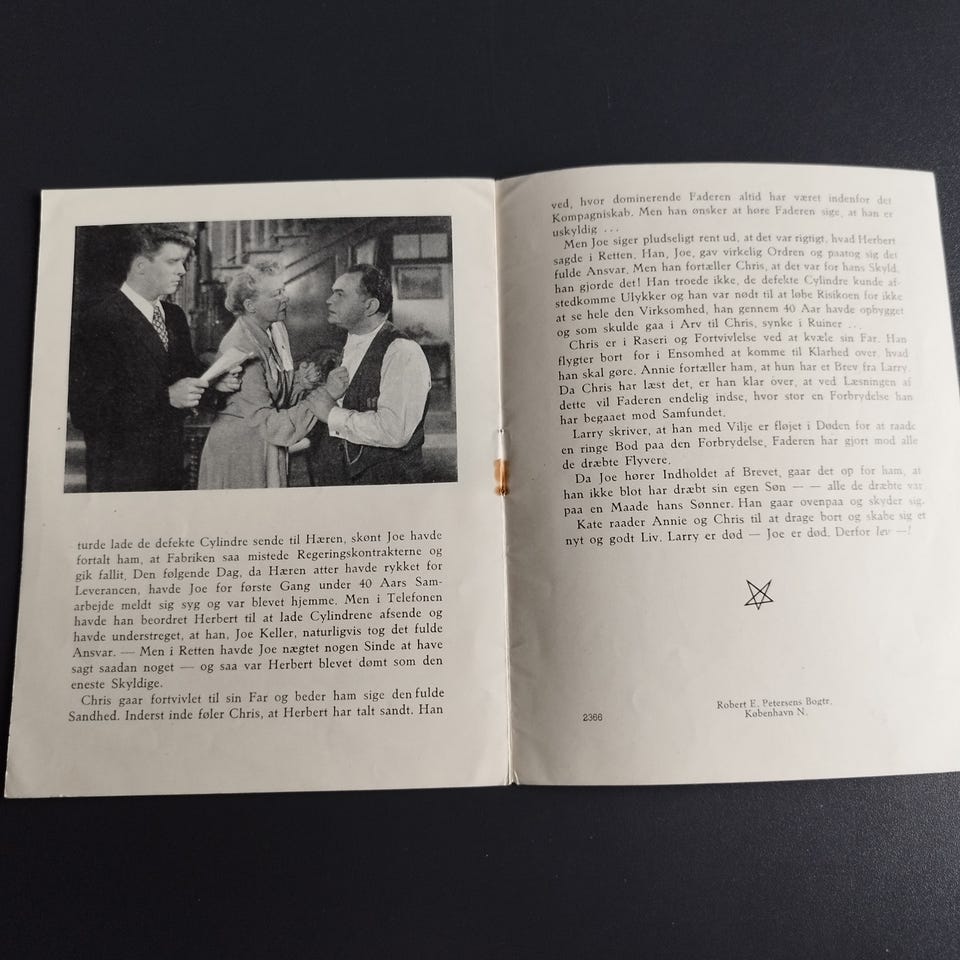 turde lade de defekte Cylindre sende til Hæren, skønt Joe havde
fortalt ham, at Fabriken saa mistede Regeringskontrakterne og
gik fallit. Den følgende Dag, da Hæren atter havde rykket for
Leverancen, havde Joe for første Gang under 40 Aars Sam-
arbejde meldt sig syg og var blevet hjemme. Men i Telefonen
havde han beordret Herbert til at lade Cylindrene afsende og
havde understreget, at han, Joe Keller, naturligvis tog det fulde
Ansvar. — Men i Retten havde Joe nægtet nogen Sinde at have
sagt saadan noget — og saa var Herbert blevet dømt som den
eneste Skyldige.
Chris gaar fortvivlet til sin Far og beder ham sige den fulde
Sandhed. Inderst inde føler Chris, at Herbert har talt sandt. Han
ved, hvor dominerende Faderen altid har været indenfor det
Kompagniskab. Men han ønsker at høre Faderen sige, at han er
uskyldig ...
Men Joe siger pludseligt rent ud, at det var rigtigt, hvad Herbert
sagde i Retten. Han, Joe, gav virkelig Ordren og paatog sig det
fulde Ansvar. Men han fortæller Chris, at det var for hans Skyld,
han gjorde det! Han troede ikke, de defekte Cylindre kunde af-
stedkomme Ulykker og han var nødt til at løbe Risikoen for ikke
at se hele den Virksomhed, han gennem 40 Aar havde opbygget
og som skulde gaa i Arv til Chris, synke i Ruiner ...
Chris er i Raseri og Fortvivlelse ved at kvæle sin Far. Han
flygter bort for i Ensomhed at komme til Klarhed over, hvad
han skal gøre. Annie fortæller ham, at hun har et Brev fra Larry.
Da Chris har læst det, er han klar over, at ved Læsningen af
dette vil Faderen endelig indse, hvor stor en Forbrydelse han
har begaaet mod Samfundet.
Larry skriver, at han med Vilje er fløjet i Døden for at raade
en ringe Bod paa den Forbrydelse, Faderen har gjort mod alle
de dræbte Flyvere.
Da Joe hører Indholdet af Brevet, gaar det op for ham, at
han ikke blot har dræbt sin egen Søn — — alle de dræbte var
paa en Maade hans Sønner. Han gaar ovenpaa og skyder sig.
Kate raader Annie og Chris til at drage bort og skabe sig et
nyt og godt Liv. Larry er død — Joe er død. Derfor lev —!
2366
Robert E. Petersens Bogtr.
København N.